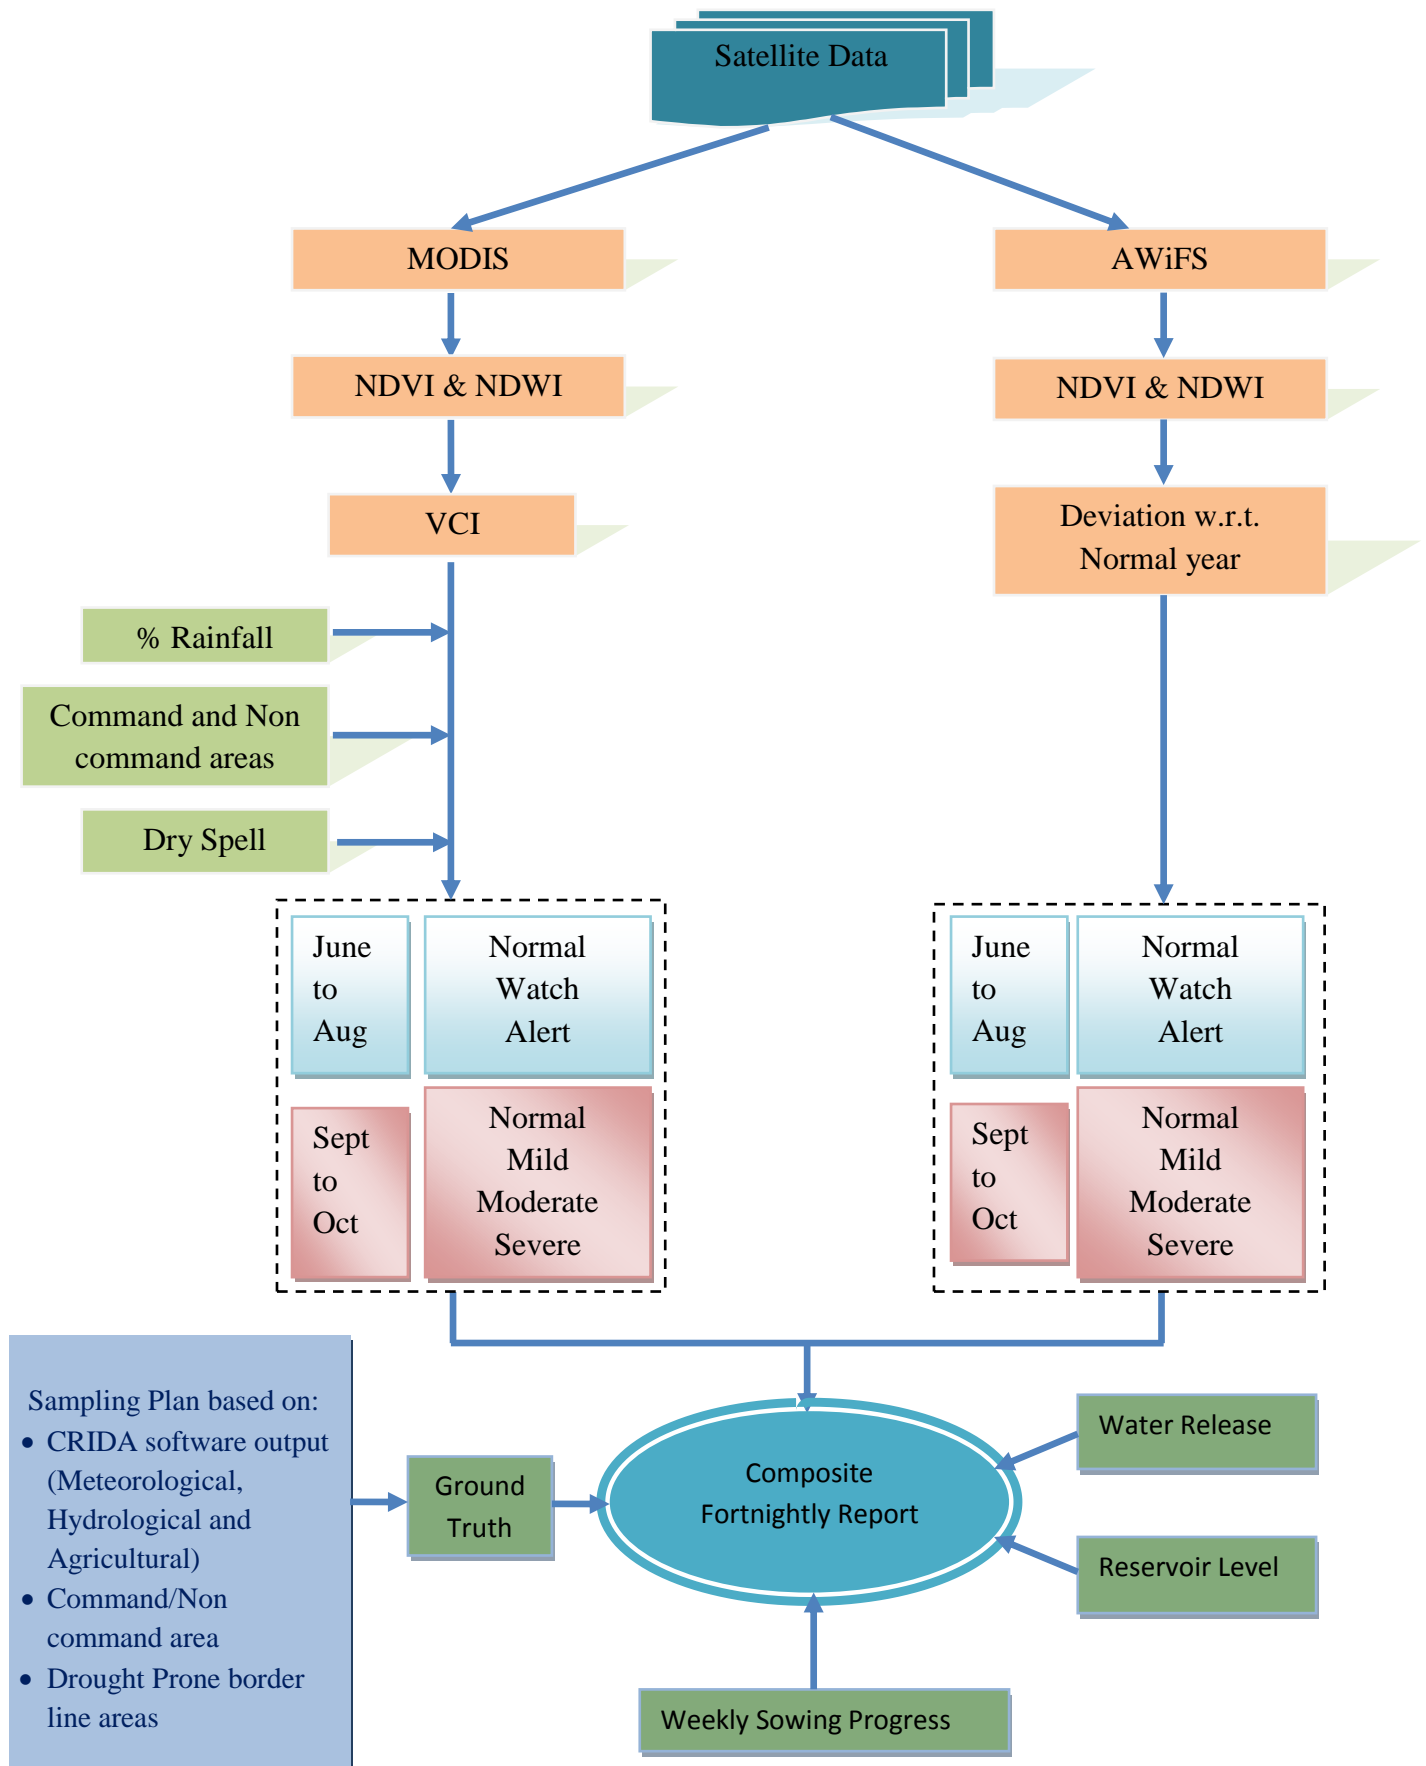 Satellite Data
MODIS
AWiFS
NDVI & NDWI
NDVI & NDWI
VCI
Deviation w.r.t.
Normal year
% Rainfall
Command and Non
command areas
Dry Spell
June
to
Aug
Normal
Watch
Alert
Sept
to
Oct
Normal
Mild
Moderate
Severe
June
to
Aug
Normal
Watch
Alert
Sept
to
Oct
Normal
Mild
Moderate
Severe
Sampling Plan based on:
• CRIDA software output
(Meteorological,
Hydrological and
Agricultural)
• Command/Non
command area
• Drought Prone border
line areas
Ground
Truth
Composite
Fortnightly Report
Water Release
Reservoir Level
Weekly Sowing Progress